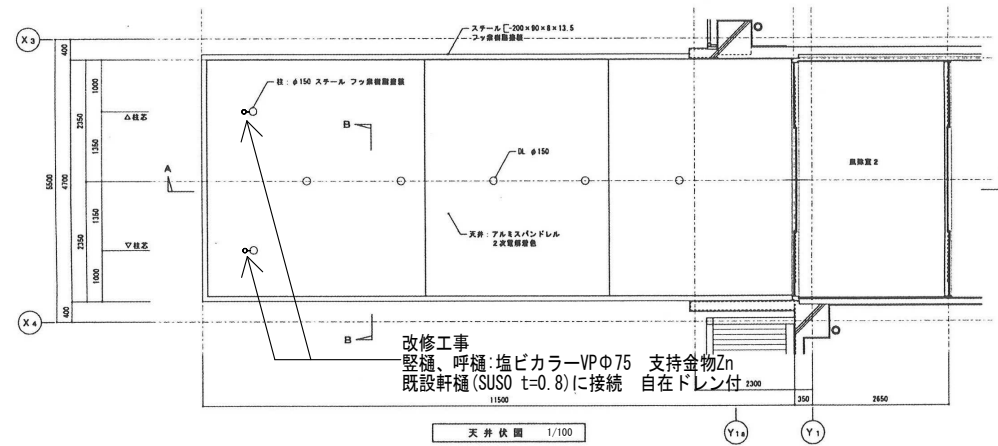 X3
スチール [-200×90×8×13.5
フッ素樹脂塗装
柱：φ150 スチール フッ素樹脂塗装
400
1000
△柱芯
2350
1350
B
DL φ150
A
5500
4700
風除室2
1350
2350
▽柱芯
天井：アルミスパンドレル
2次電解着色
1000
400
X4
B
改修工事
竪樋、呼樋:塩ビカラーVPΦ75 支持金物Zn
既設軒樋(SUS0 t=0.8)に接続 自在ドレン付
2300
11500
350
2650
天井伏図 1/100
Y1a
Y1